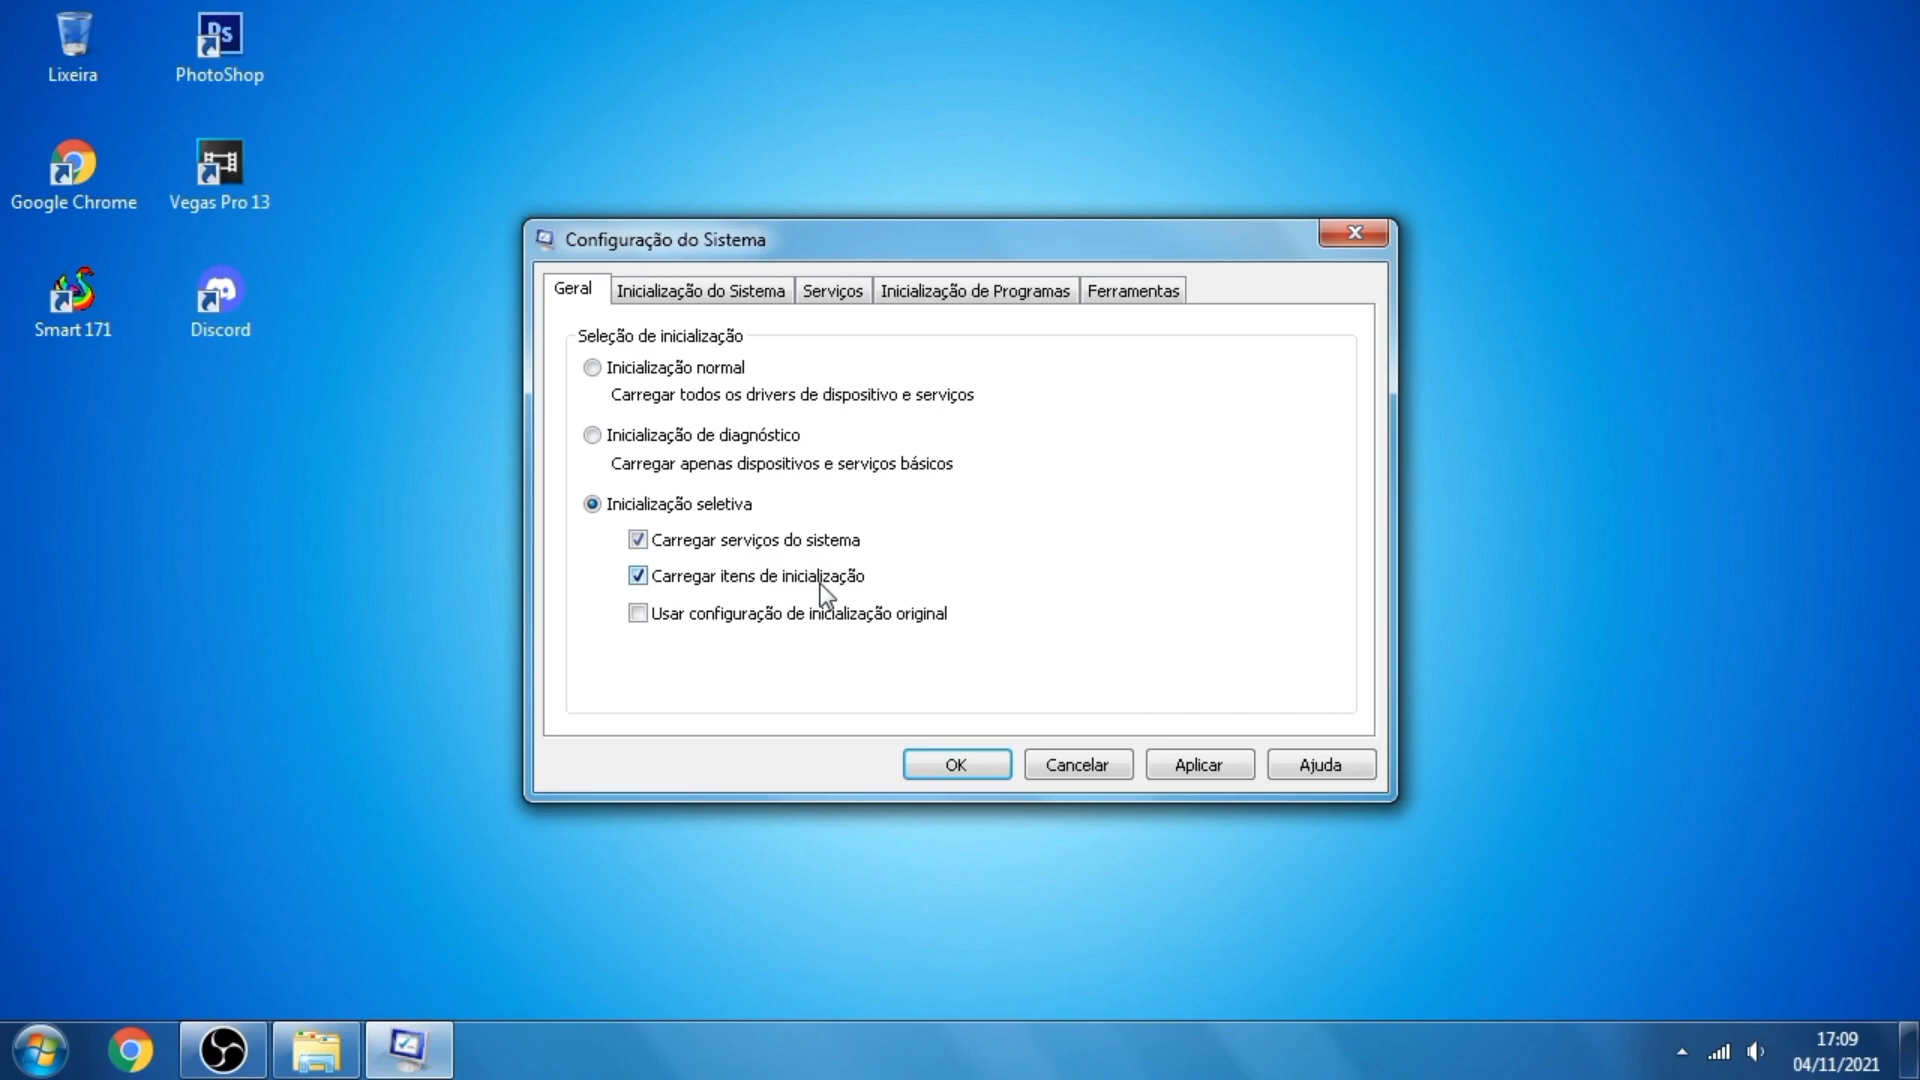 Lixeira
PhotoShop
Google Chrome
Vegas Pro 13
Smart 171
Discord
Ps
Configuração do Sistema
Geral
Inicialização do Sistema
Serviços
Inicialização de Programas
Ferramentas
Seleção de inicialização
Inicialização normal
Carregar todos os drivers de dispositivo e serviços
Inicialização de diagnóstico
Carregar apenas dispositivos e serviços básicos
Inicialização seletiva
Carregar serviços do sistema
Carregar itens de inicialização
Usar configuração de inicialização original
OK
Cancelar
Aplicar
Ajuda
17:09
04/11/2021